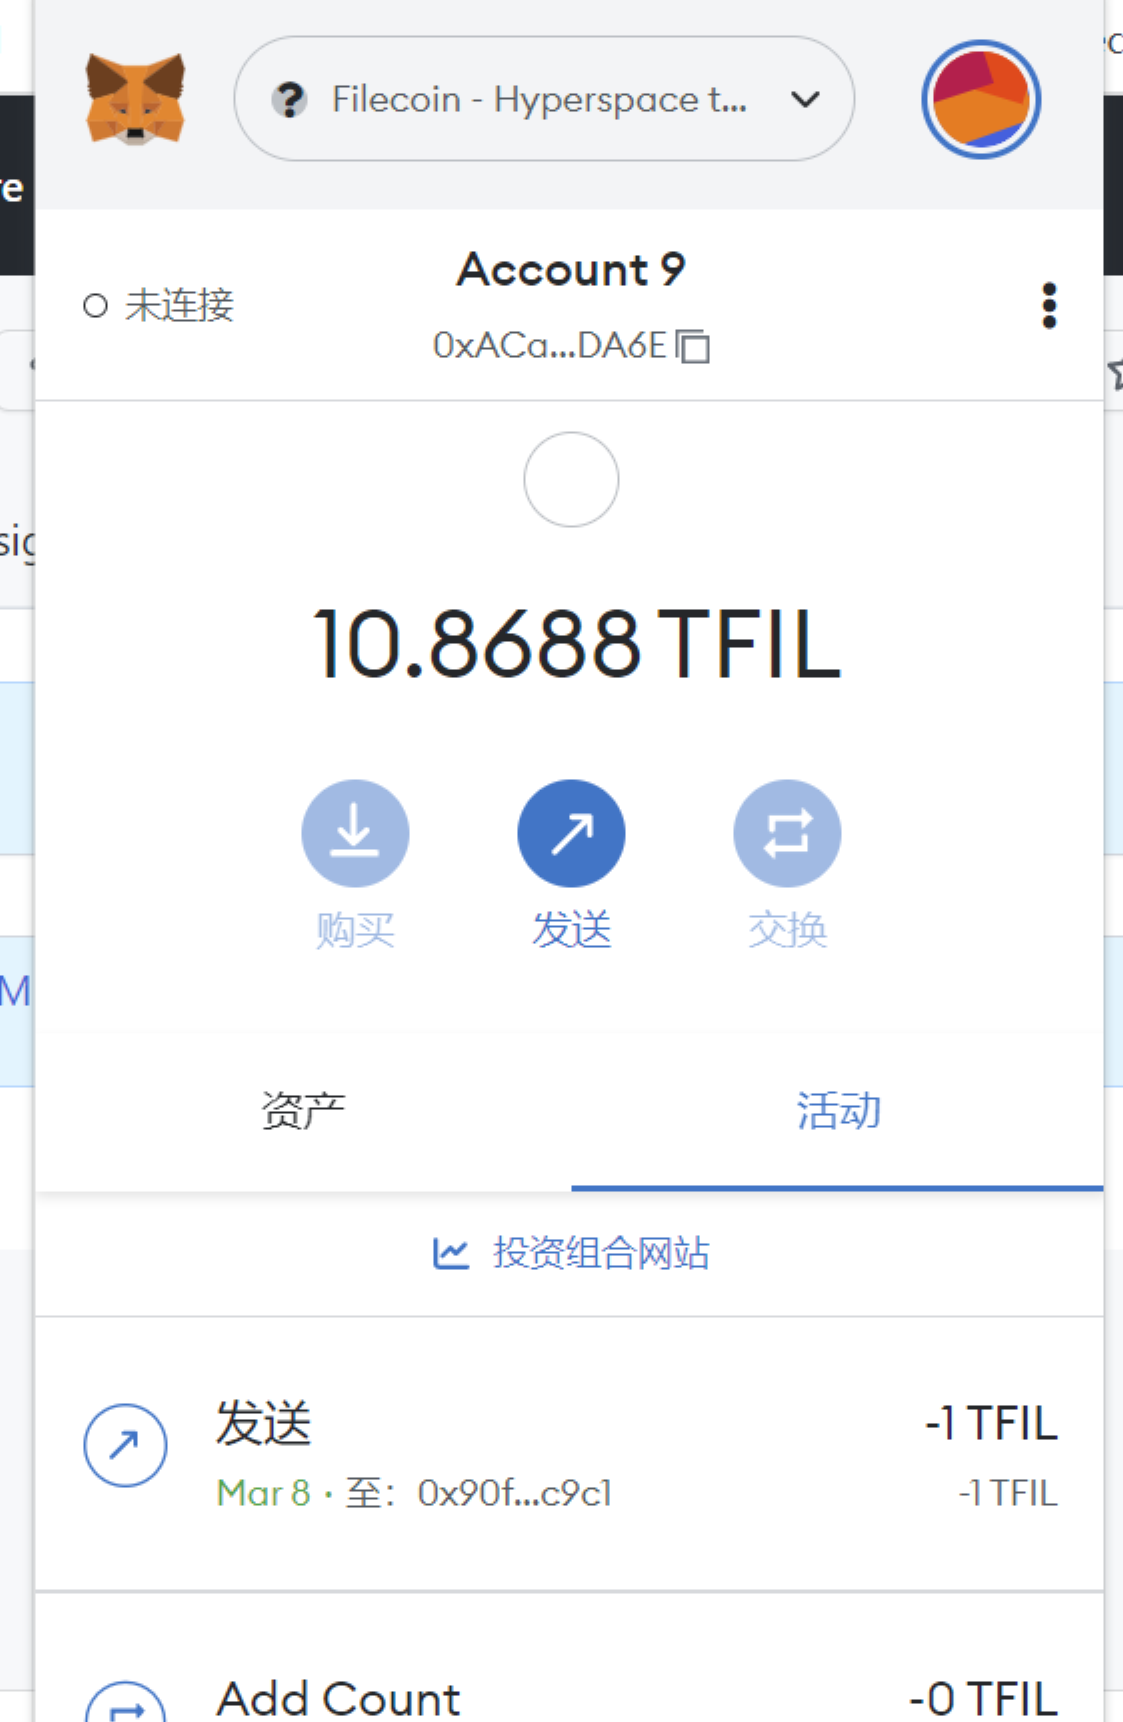 Filecoin - Hyperspace t...
re
Account 9
未连接
0xACa...DA6E
sig
10.8688 TFIL
购买
发送
交换
M
资产
活动
投资组合网站
发送
-1 TFIL
Mar 8 · 至： 0x90f...c9c1
-1 TFIL
Add Count
-0 TFIL